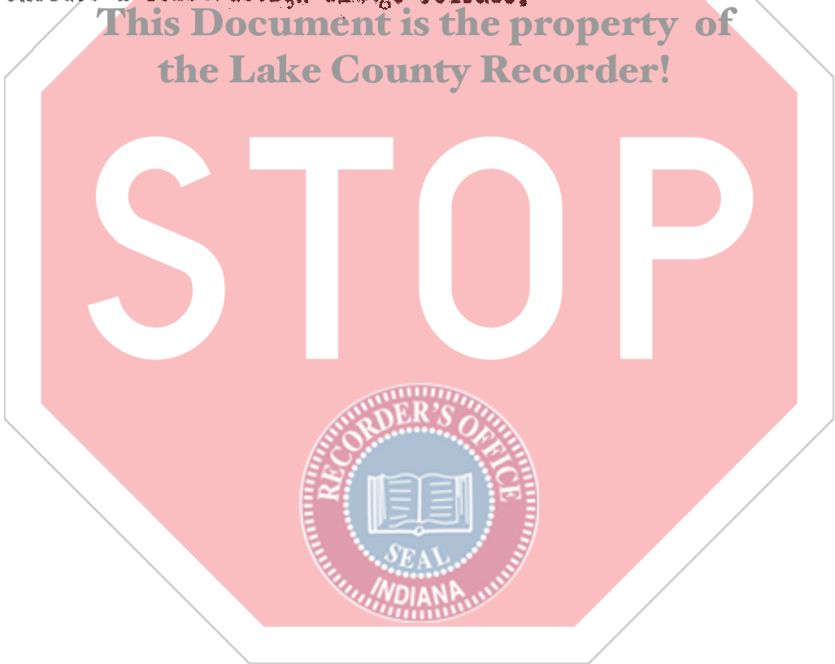 This Document is the property of
the Lake County Recorder!
STOP
RECORDER'S OFFICE
SEAL
INDIANA